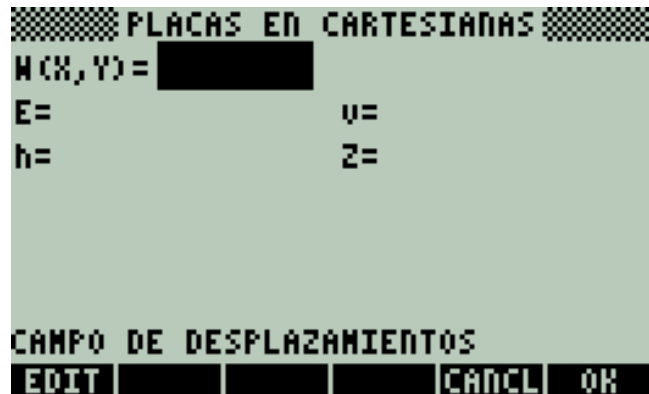 PLACAS EN CARTESIANAS
W(X,Y)=
E= ν=
h= Z=
CAMPO DE DESPLAZAMIENTOS
EDIT CANCL OK